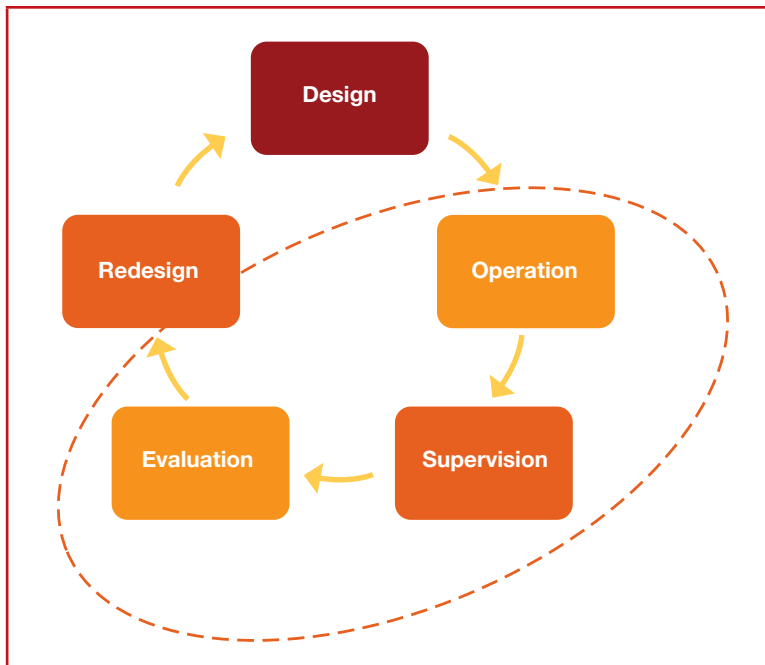 Design
Redesign
Operation
Evaluation
Supervision